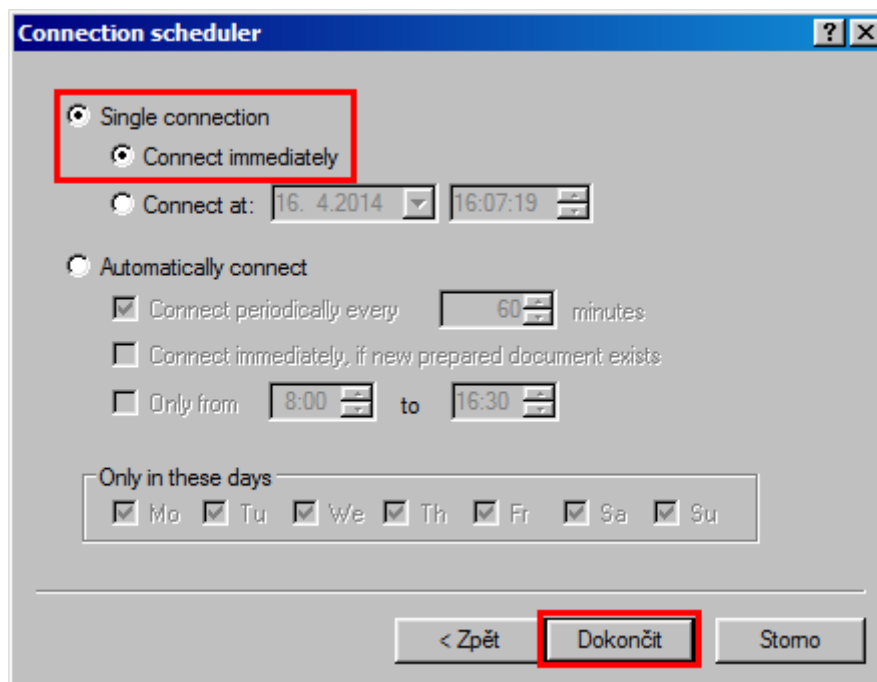 Connection scheduler
Single connection
Connect immediately
Connect at: 16. 4.2014 16:07:19
Automatically connect
Connect periodically every 60 minutes
Connect immediately, if new prepared document exists
Only from 8:00 to 16:30
Only in these days
Mo Tu We Th Fr Sa Su
< Zpět Dokončit Storno